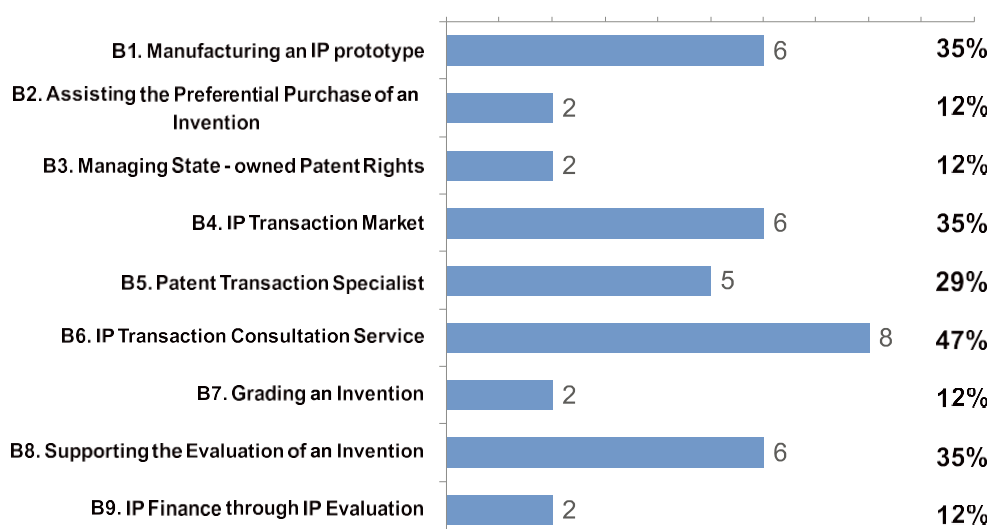 B1. Manufacturing an IP prototype 6 35%
B2. Assisting the Preferential Purchase of an
Invention 2 12%
B3. Managing State - owned Patent Rights 2 12%
B4. IP Transaction Market 6 35%
B5. Patent Transaction Specialist 5 29%
B6. IP Transaction Consultation Service 8 47%
B7. Grading an Invention 2 12%
B8. Supporting the Evaluation of an Invention 6 35%
B9. IP Finance through IP Evaluation 2 12%